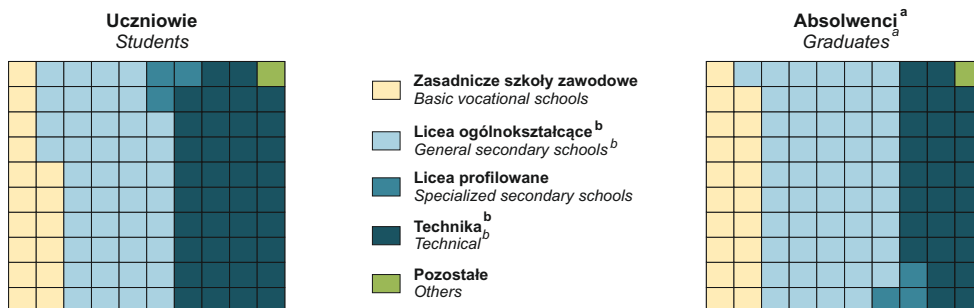 Uczniowie
Students
Absolwenci a
Graduates a
Zasadnicze szkoły zawodowe
Basic vocational schools
Licea ogólnokształcące b
General secondary schools b
Licea profilowane
Specialized secondary schools
Technika b
Technical b
Pozostałe
Others